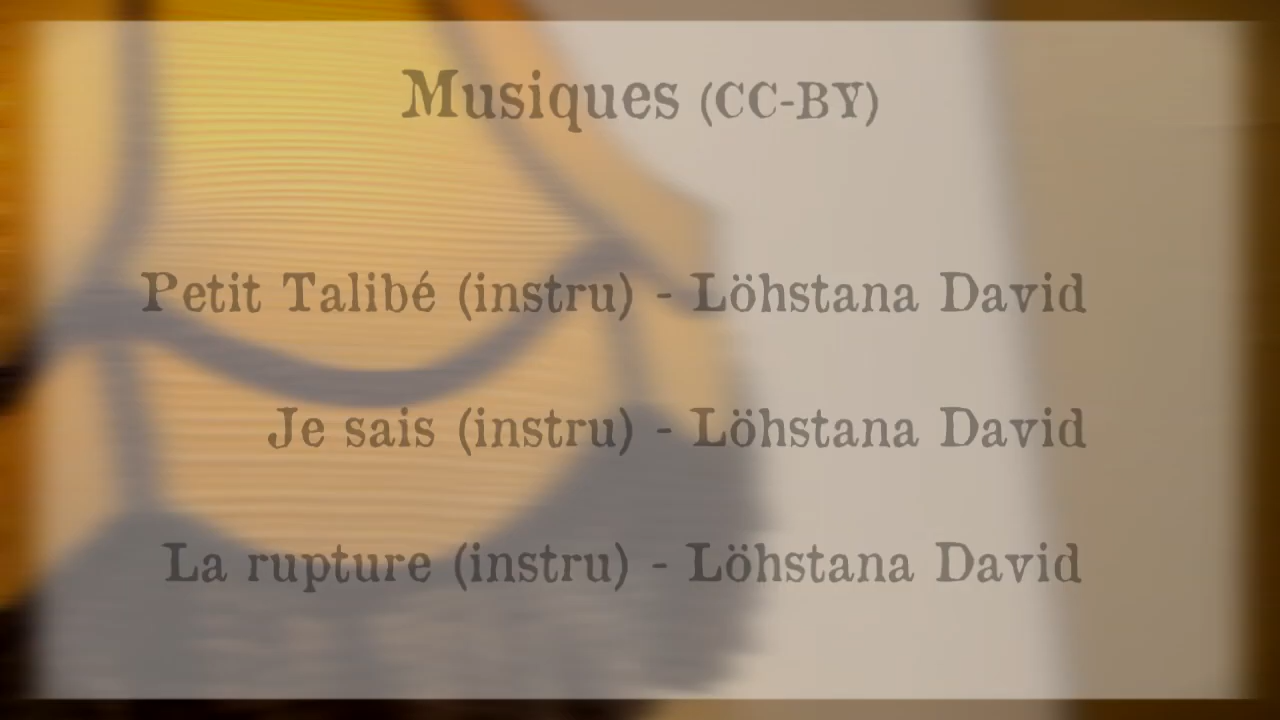 Musiques (CC-BY)
Petit Talibé (instru) - Löhstana David
Je sais (instru) - Löhstana David
La rupture (instru) - Löhstana David